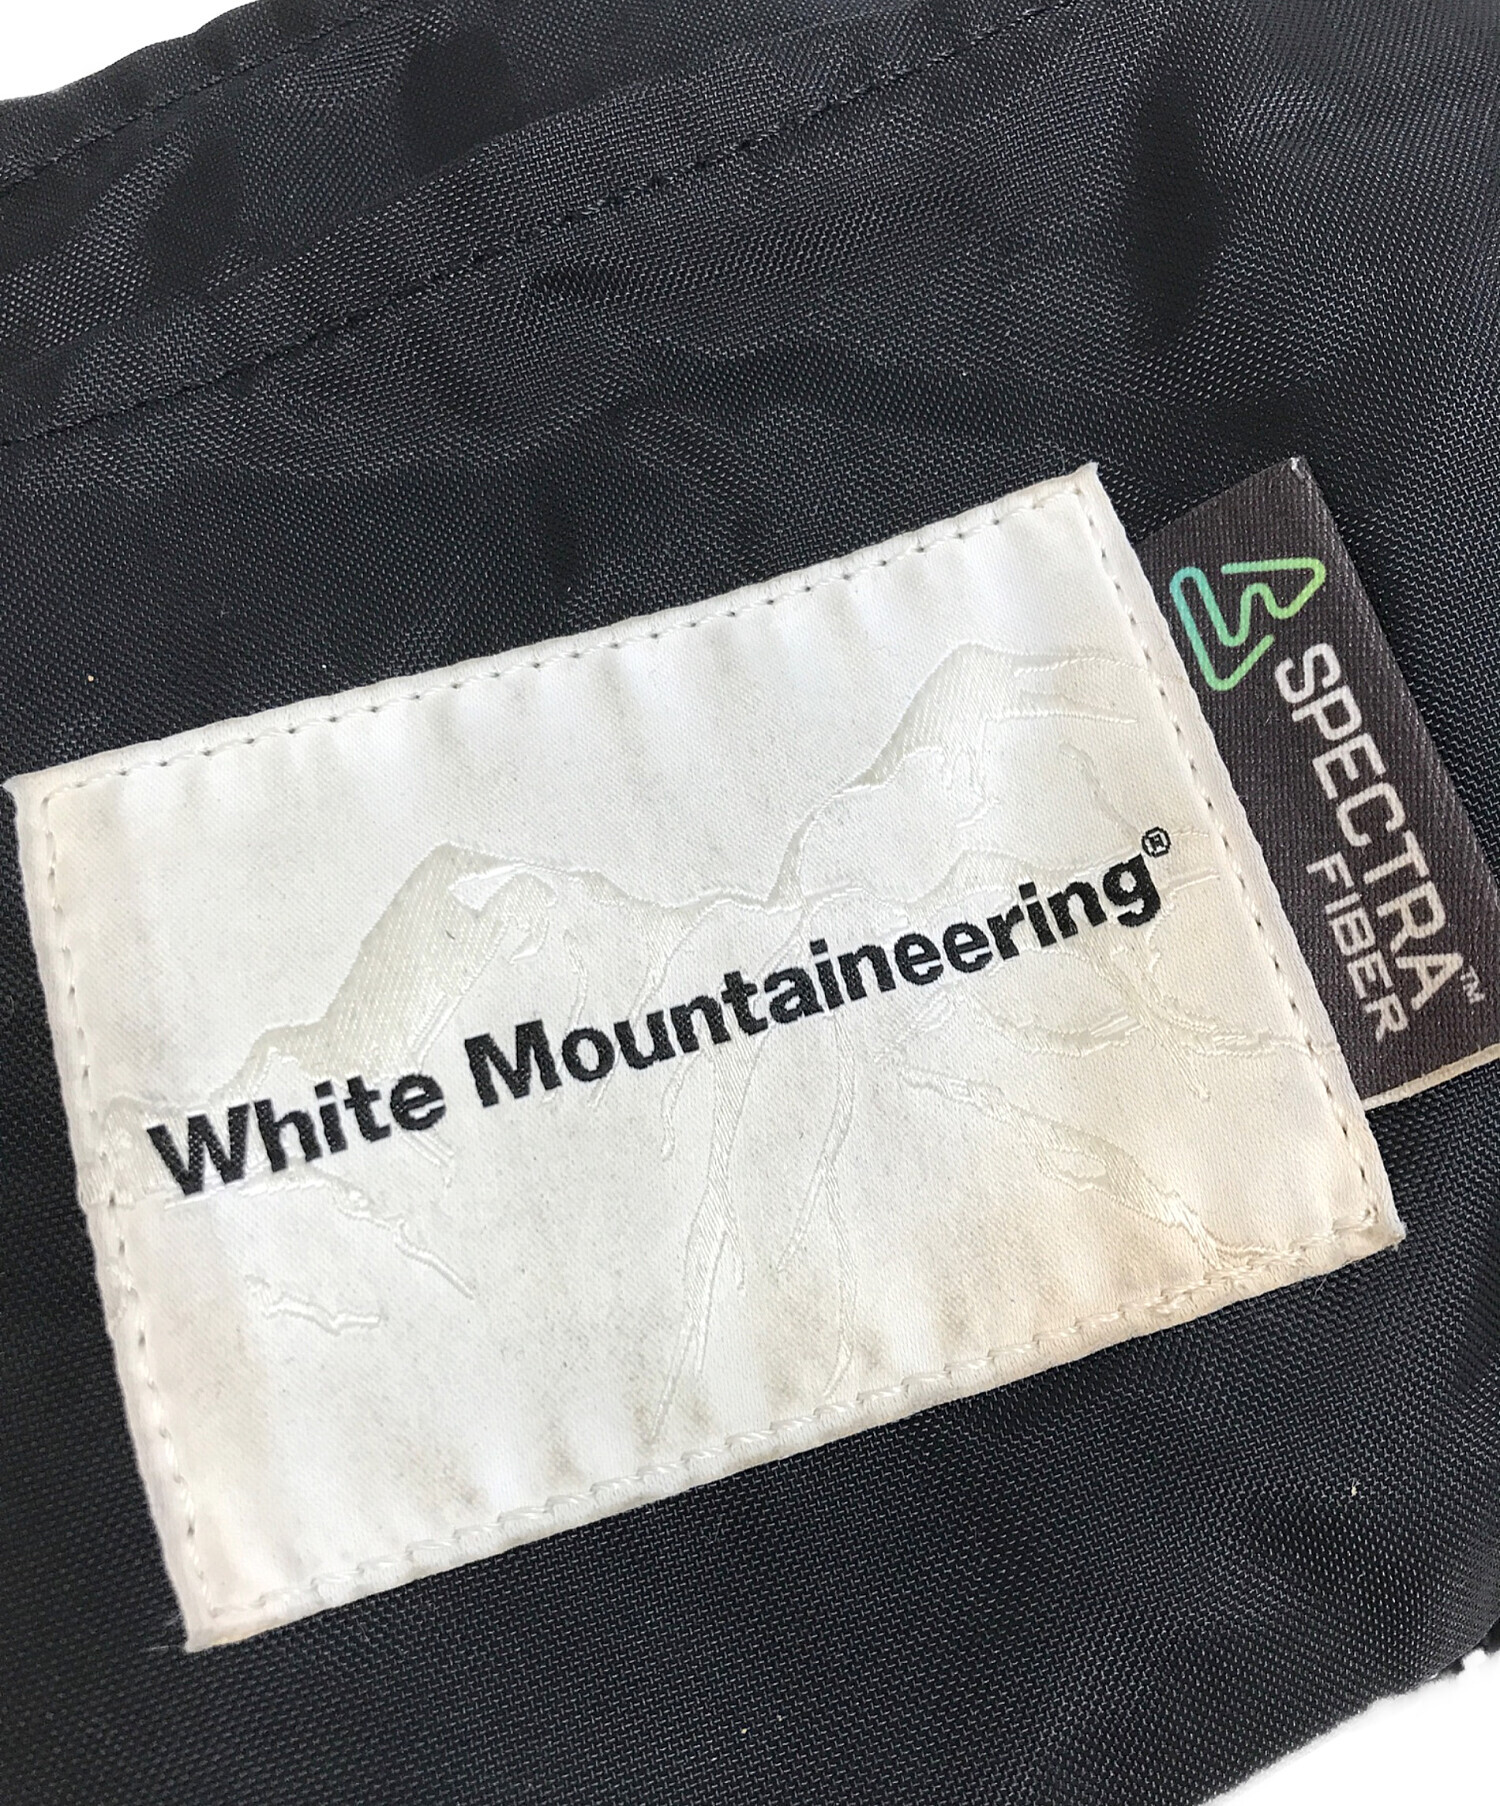 White Mountaineering®
SPECTRA™
FIBER